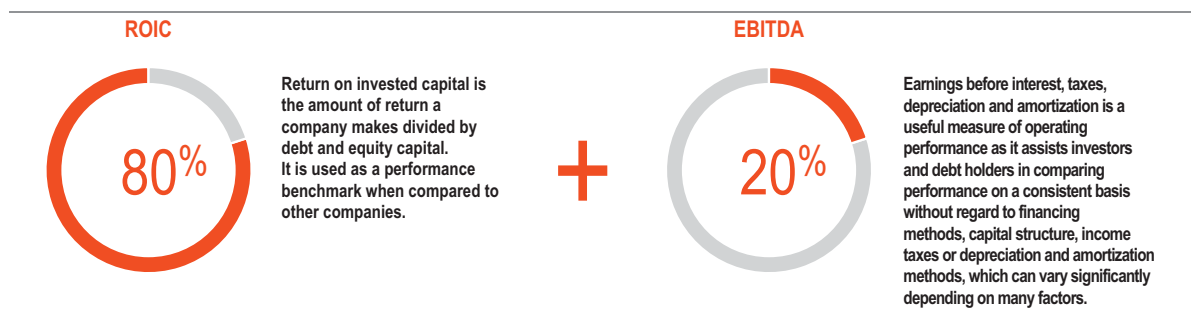 ROIC
80%
Return on invested capital is
the amount of return a
company makes divided by
debt and equity capital.
It is used as a performance
benchmark when compared to
other companies.
+
EBITDA
20%
Earnings before interest, taxes,
depreciation and amortization is a
useful measure of operating
performance as it assists investors
and debt holders in comparing
performance on a consistent basis
without regard to financing
methods, capital structure, income
taxes or depreciation and amortization
methods, which can vary significantly
depending on many factors.